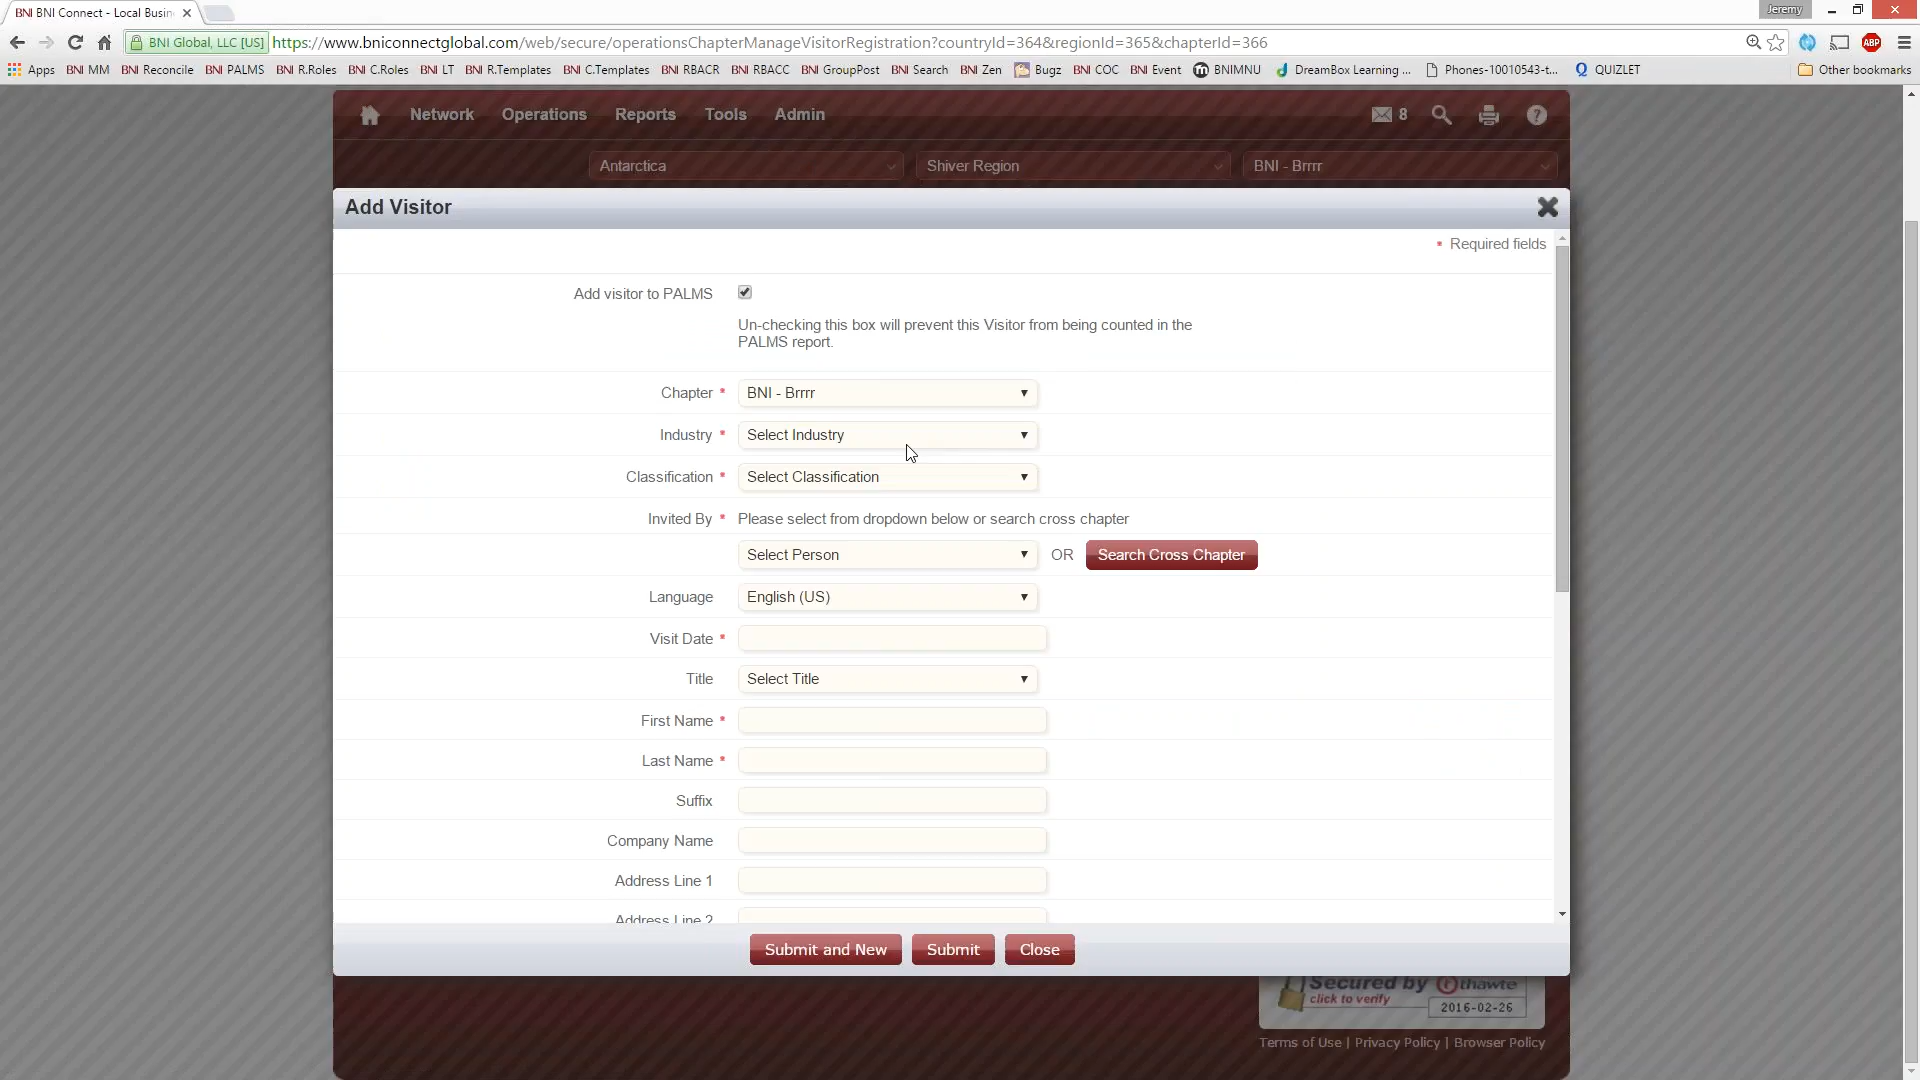 BNI BNI Connect - Local Busin
Jeremy
BNI Global, LLC [US] https://www.bniconnectglobal.com/web/secure/operationsChapterManageVisitorRegistration?countryId=364&regionId=365&chapterId=366
ABP
Apps BNI MM BNI Reconcile BNI PALMS BNI R.Roles BNI C.Roles BNI LT BNI R.Templates BNI C.Templates BNI RBACR BNI RBACC BNI GroupPost BNI Search BNI Zen Bugz BNI COC BNI Event m BNIMNU DreamBox Learning ... Phones-10010543-t... Q QUIZLET Other bookmarks
Network Operations Reports Tools Admin 8 ?
Antarctica Shiver Region BNI - Brrrr
Add Visitor
* Required fields
Add visitor to PALMS
Un-checking this box will prevent this Visitor from being counted in the
PALMS report.
Chapter * BNI - Brrrr
Industry * Select Industry
Classification * Select Classification
Invited By * Please select from dropdown below or search cross chapter
Select Person OR Search Cross Chapter
Language English (US)
Visit Date *
Title Select Title
First Name *
Last Name *
Suffix
Company Name
Address Line 1
Address Line 2
Submit and New Submit Close
Secured by thawte
click to verify 2016-02-26
Terms of Use | Privacy Policy | Browser Policy